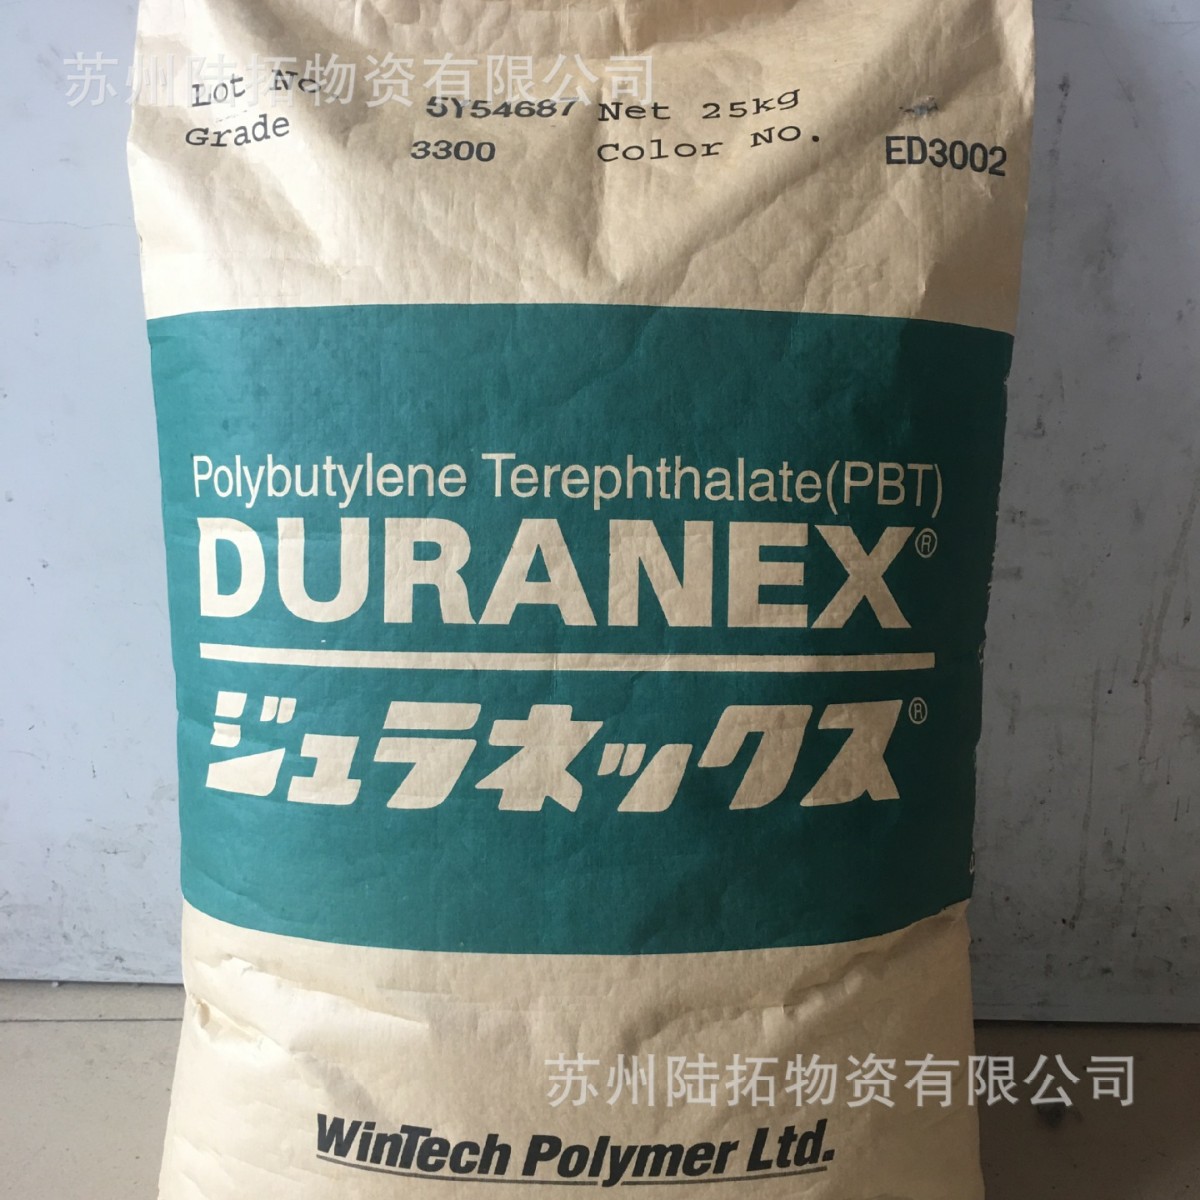 苏州陆拓物资有限公司
Lot No 5Y54687 Net 25kg
Grade 3300 Color NO. ED3002
Polybutylene Terephthalate(PBT)
DURANEX®
ジュラネックス®
苏州陆拓物资有限公司
WinTech Polymer Ltd.